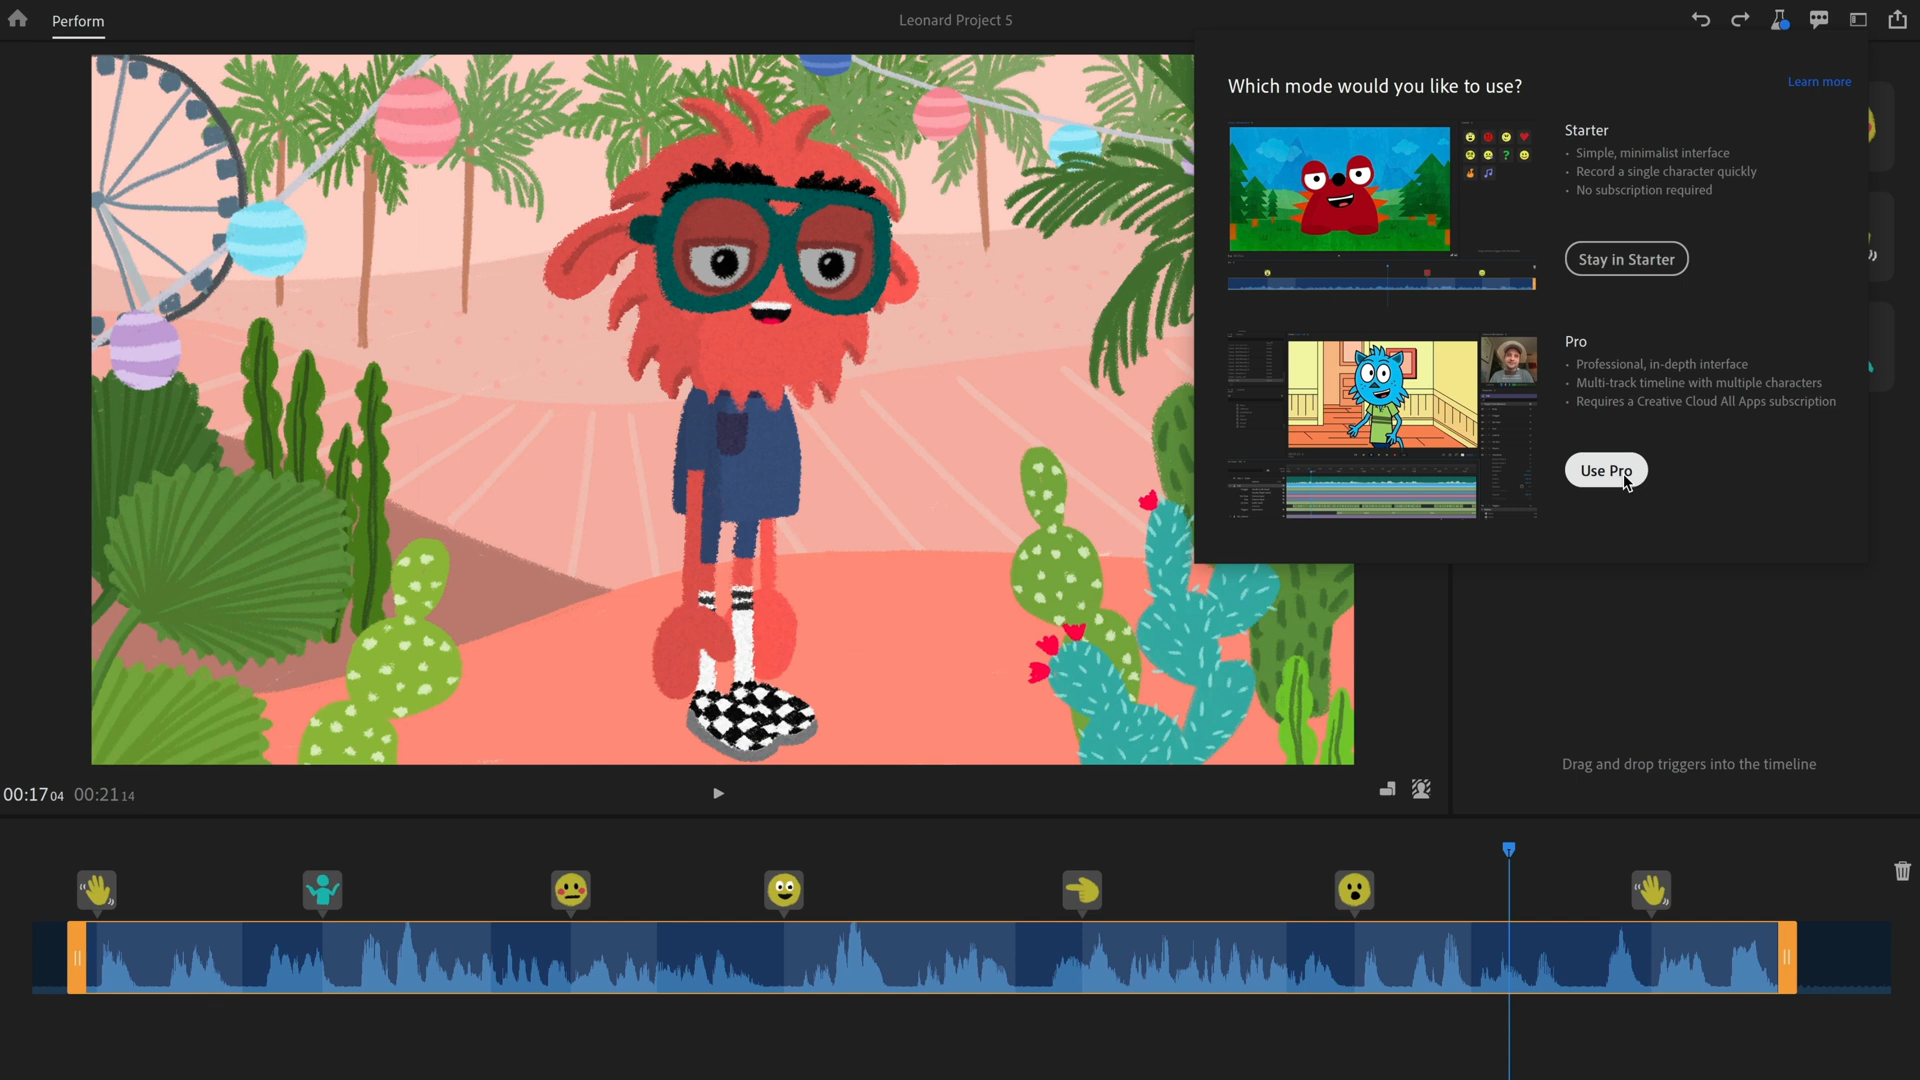 Perform
Leonard Project 5
Which mode would you like to use?
Learn more
Starter
· Simple, minimalist interface
· Record a single character quickly
· No subscription required
Stay in Starter
Pro
· Professional, in-depth interface
· Multi-track timeline with multiple characters
· Requires a Creative Cloud All Apps subscription
Use Pro
Drag and drop triggers into the timeline
00:17 04 00:21 14